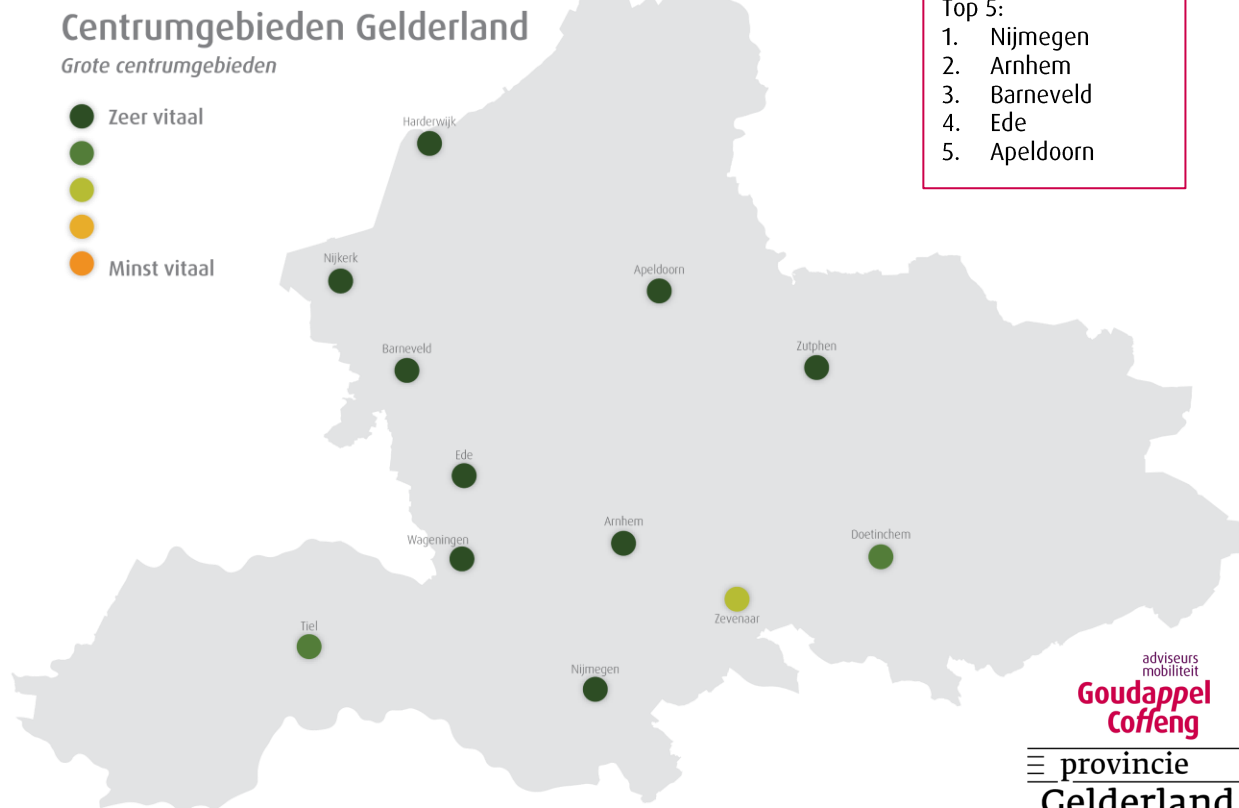 Centrumgebieden Gelderland
Grote centrumgebieden
Zeer vitaal
Minst vitaal
Top 5:
1. Nijmegen
2. Arnhem
3. Barneveld
4. Ede
5. Apeldoorn
Harderwijk
Nijkerk
Apeldoorn
Barneveld
Zutphen
Ede
Arnhem
Doetinchem
Wageningen
Zevenaar
Tiel
Nijmegen
adviseurs
mobiliteit
Goudappel
Coffeng
provincie
Gelderland